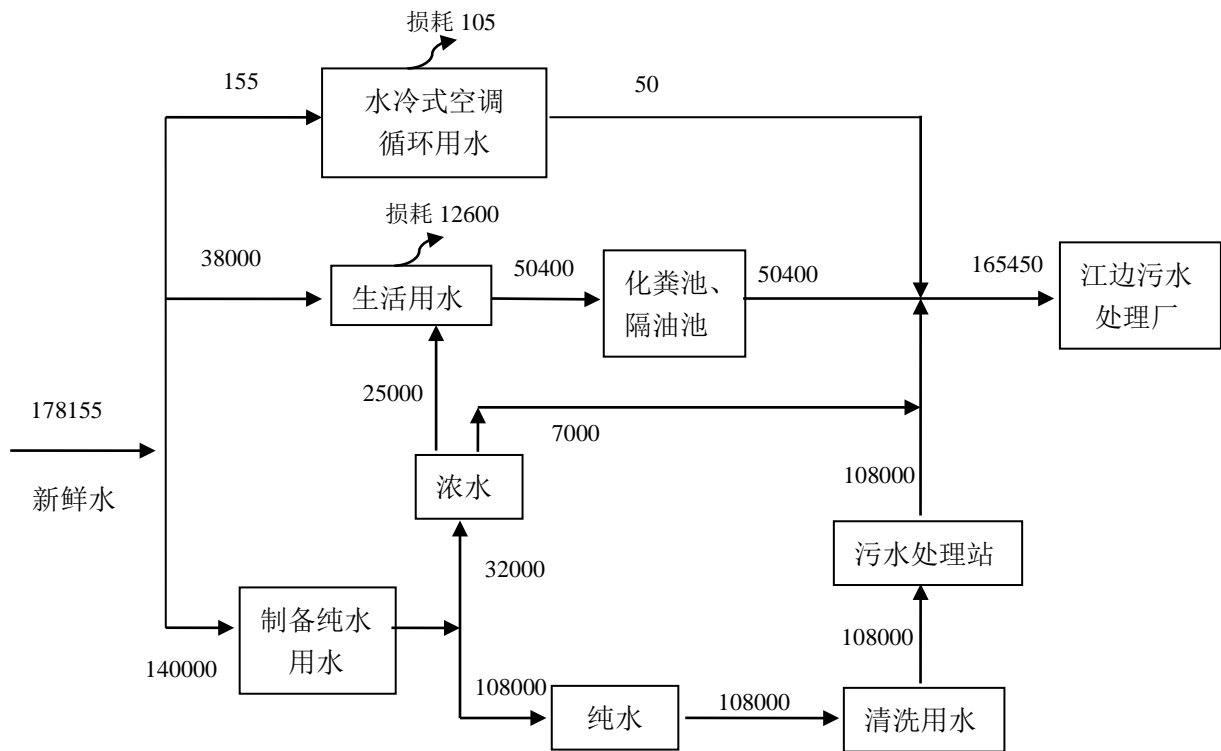 损耗 105
155
水冷式空调
循环用水
50
损耗 12600
38000
生活用水
50400
化粪池、
隔油池
50400
165450
江边污水
处理厂
178155
新鲜水
25000
7000
浓水
108000
污水处理站
32000
制备纯水
用水
140000
108000
108000
纯水
108000
清洗用水